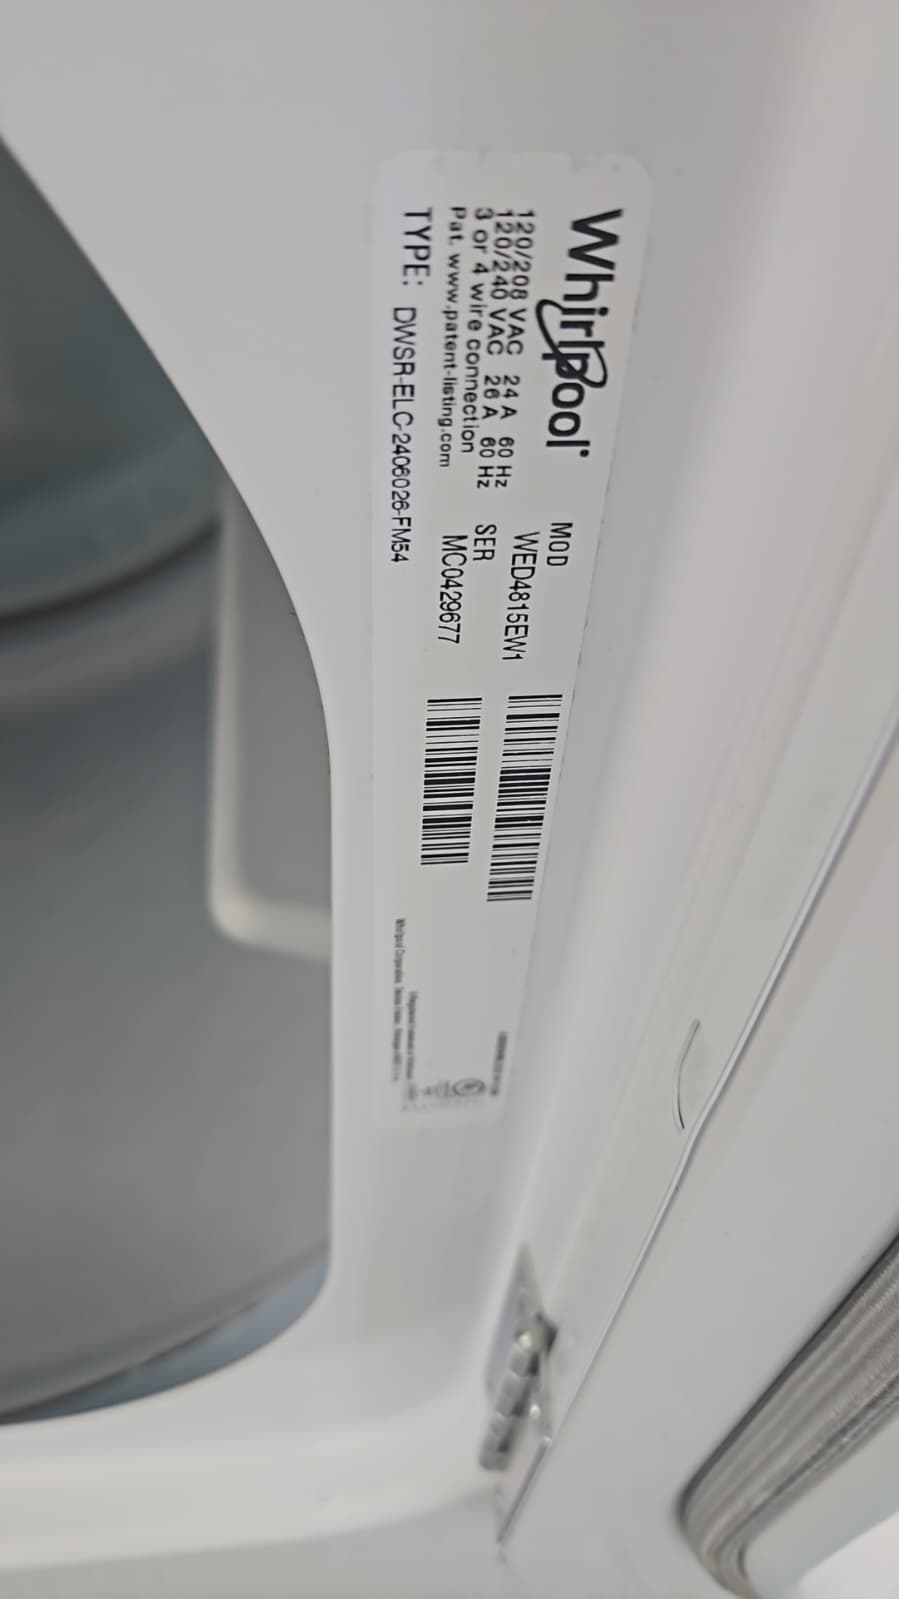 Whirlpool
120/208 VAC 24 A 60 Hz
120/240 VAC 26 A 60 Hz
3 or 4 wire connection
Pat. www.patent-listing.com
TYPE: DWSR-ELC-2406026-FM54
MOD
WED4815EW1
SER
MC0429677